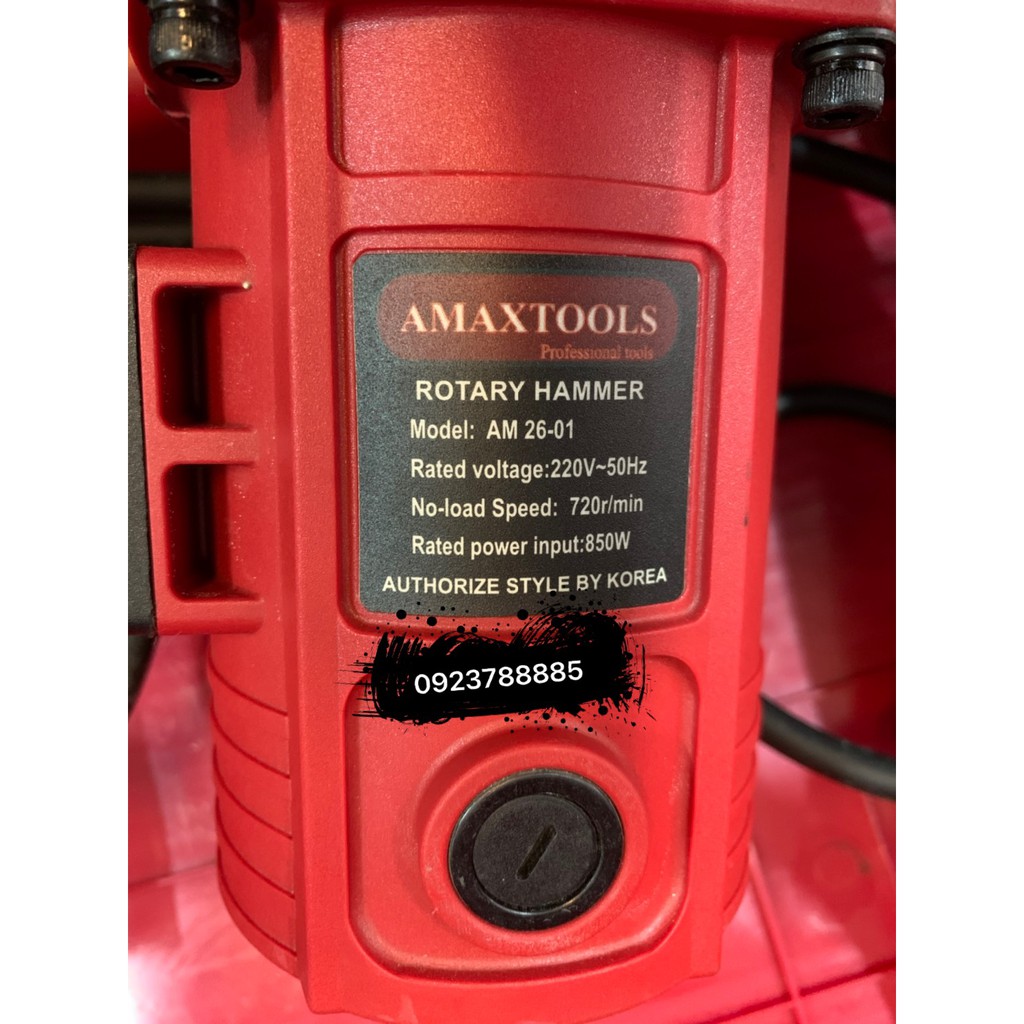 AMAXTOOLS
Professional tools
ROTARY HAMMER
Model: AM 26-01
Rated voltage:220V~50Hz
No-load Speed: 720r/min
Rated power input:850W
AUTHORIZE STYLE BY KOREA
0923788885